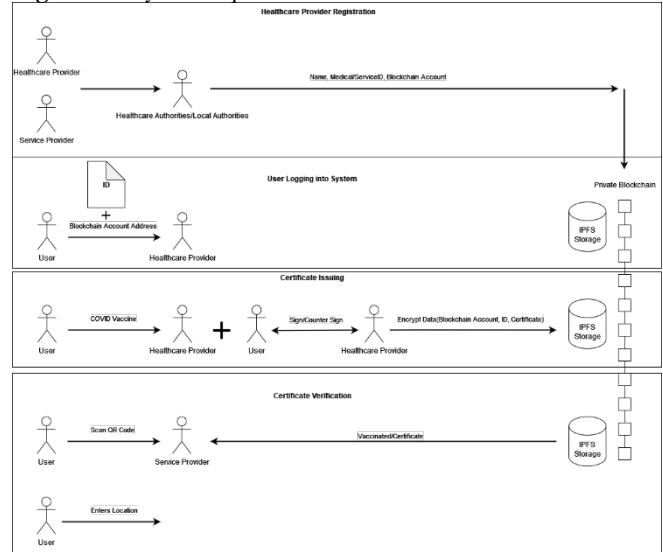 Healthcare Provider Registration
Healthcare Provider
Name, Medical/ServiceID, Blockchain Account
Healthcare Authorities/Local Authorities
Service Provider
User Logging into System
ID
Private Blockchain
+
Blockchain Account Address
User
Healthcare Provider
IPFS
Storage
Certificate Issuing
COVID Vaccine
+
Sign/Counter Sign
Encrypt Data(Blockchain Account, ID, Certificate)
User
Healthcare Provider
User
Healthcare Provider
IPFS
Storage
Certificate Verification
Scan QR Code
Vaccinated/Certificate
User
Service Provider
IPFS
Storage
Enters Location
User